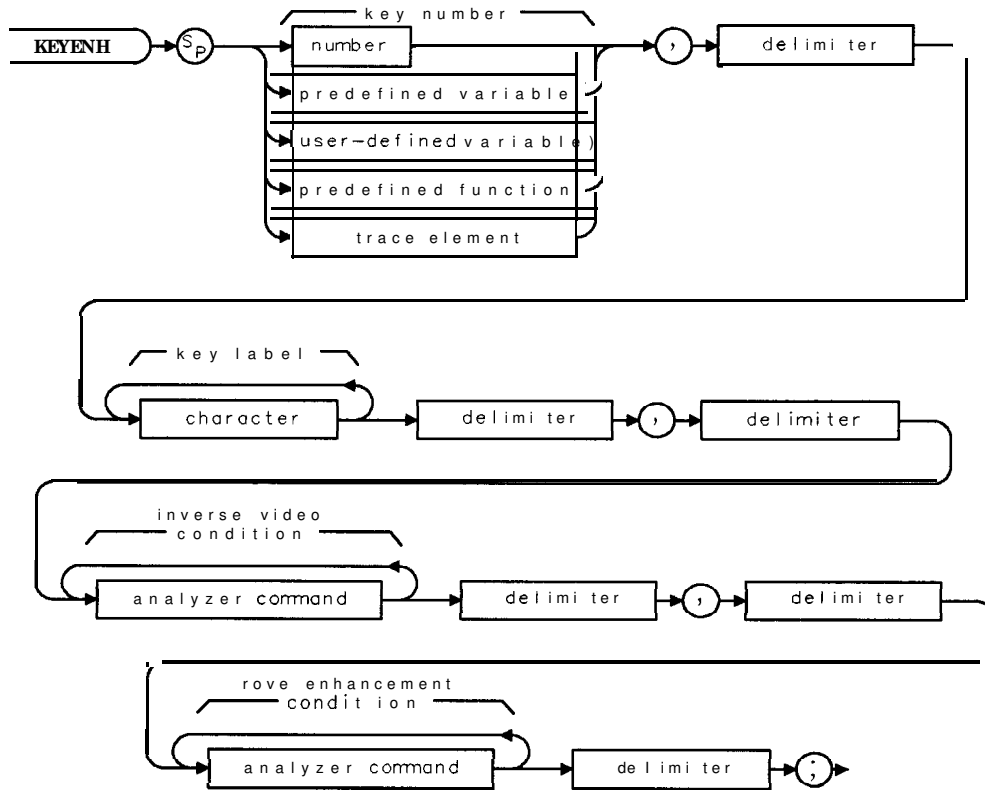 key number
KEYENH SP number , delimiter
predefined variable
user-defined variable)
predefined function
trace element
key label
character delimiter , delimiter
inverse video
condition
analyzer command delimiter , delimiter
rove enhancement
condition
analyzer command delimiter ;